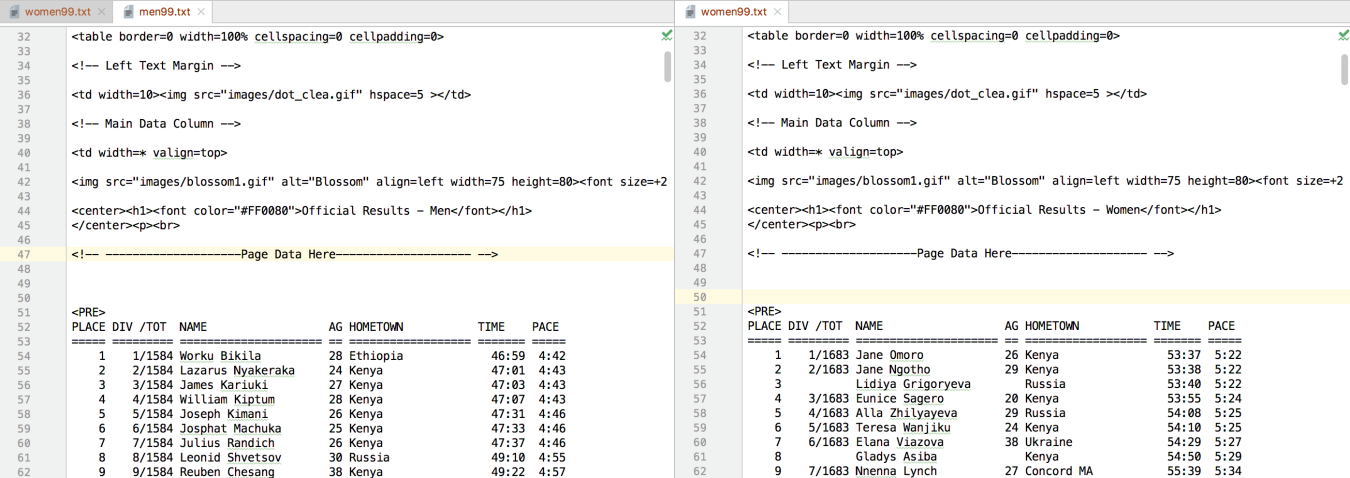 women99.txt
men99.txt
32 <table border=0 width=100% cellspacing=0 cellpadding=0>
33
34 <!-- Left Text Margin -->
35
36 <td width=10><img src="images/dot_clea.gif" hspace=5 ></td>
37
38 <!-- Main Data Column -->
39
40 <td width=* valign=top>
41
42 <img src="images/blossom1.gif" alt="Blossom" align=left width=75 height=80><font size=+2
43
44 <center><h1><font color="#FF0080">Official Results - Men</font></h1>
45 </center><p><br>
46
47 <!-- --------------------Page Data Here-------------------- -->
48
49
50
51 <PRE>
52 PLACE DIV /TOT  NAME                  AG HOMETOWN           TIME    PACE
53 ===== ========= ===================== == ================== ======= ====
54     1    1/1584 Worku Bikila          28 Ethiopia             46:59  4:42
55     2    2/1584 Lazarus Nyakeraka     24 Kenya                47:01  4:43
56     3    3/1584 James Kariuki         27 Kenya                47:03  4:43
57     4    4/1584 William Kiptum        28 Kenya                47:07  4:43
58     5    5/1584 Joseph Kimani         26 Kenya                47:31  4:46
59     6    6/1584 Josphat Machuka       25 Kenya                47:33  4:46
60     7    7/1584 Julius Randich        26 Kenya                47:37  4:46
61     8    8/1584 Leonid Shvetsov       30 Russia               49:10  4:55
62     9    9/1584 Reuben Chesang        38 Kenya                49:22  4:57
women99.txt
32 <table border=0 width=100% cellspacing=0 cellpadding=0>
33
34 <!-- Left Text Margin -->
35
36 <td width=10><img src="images/dot_clea.gif" hspace=5 ></td>
37
38 <!-- Main Data Column -->
39
40 <td width=* valign=top>
41
42 <img src="images/blossom1.gif" alt="Blossom" align=left width=75 height=80><font size=+2
43
44 <center><h1><font color="#FF0080">Official Results - Women</font></h1>
45 </center><p><br>
46
47 <!-- --------------------Page Data Here-------------------- -->
48
49
50
51 <PRE>
52 PLACE DIV /TOT  NAME                  AG HOMETOWN           TIME    PACE
53 ===== ========= ===================== == ================== ======= ====
54     1    1/1683 Jane Omoro            26 Kenya                53:37  5:22
55     2    2/1683 Jane Ngotho           29 Kenya                53:38  5:22
56     3           Lidiya Grigoryeva        Russia               53:40  5:22
57     4    3/1683 Eunice Sagero         20 Kenya                53:55  5:24
58     5    4/1683 Alla Zhilyayeva       29 Russia               54:08  5:25
59     6    5/1683 Teresa Wanjiku        24 Kenya                54:10  5:25
60     7    6/1683 Elana Viazova         38 Ukraine              54:29  5:27
61     8           Gladys Asiba             Kenya                54:50  5:29
62     9    7/1683 Nnenna Lynch          27 Concord MA           55:39  5:34